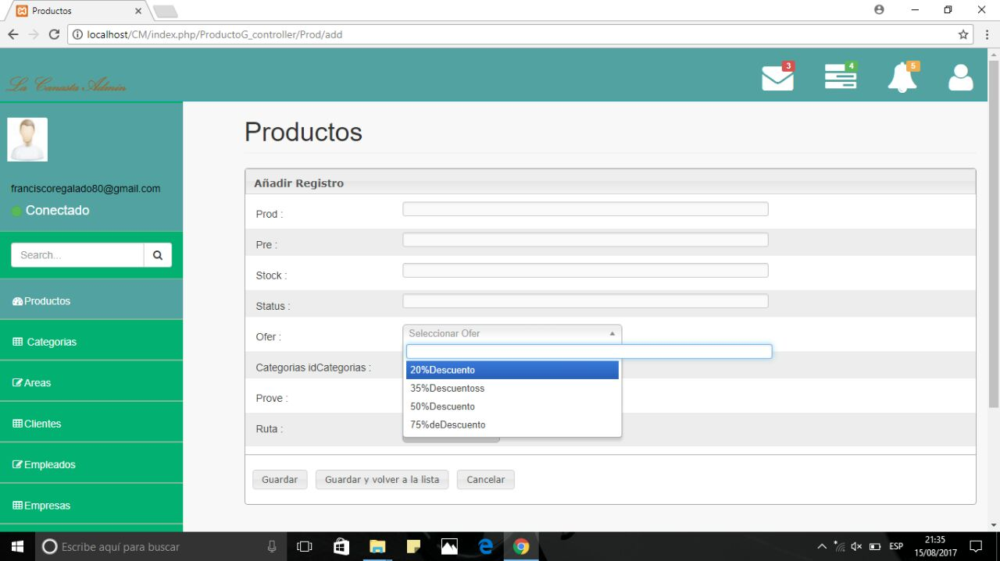 Productos
localhost/CM/index.php/ProductoG_controller/Prod/add
La Canasta Admin
3
4
5
franciscoregalado80@gmail.com
Conectado
Search...
Productos
Categorias
Areas
Clientes
Empleados
Empresas
Productos
Añadir Registro
Prod :
Pre :
Stock :
Status :
Ofer :
Seleccionar Ofer
20%Descuento
35%Descuentoss
50%Descuento
75%deDescuento
Categorias idCategorias :
Prove :
Ruta :
Guardar
Guardar y volver a la lista
Cancelar
Escribe aquí para buscar
ESP
21:35
15/08/2017